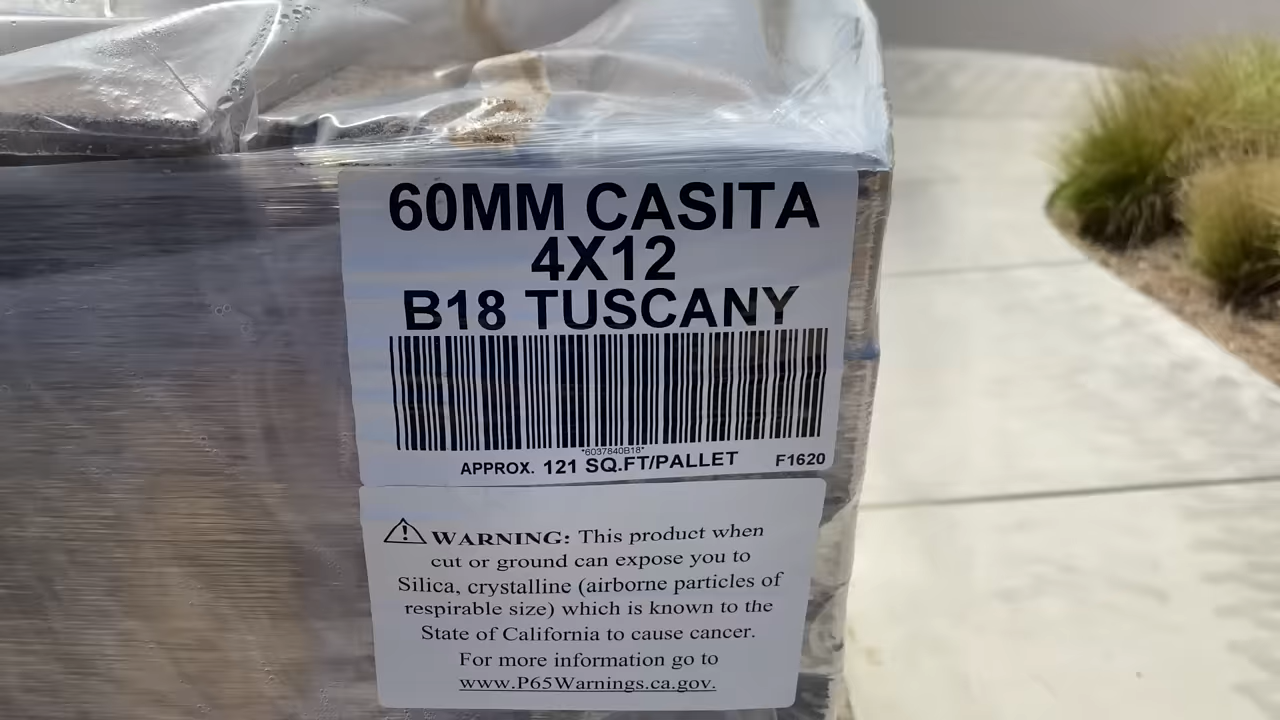 60MM CASITA
4X12
B18 TUSCANY
*6037840B18*
APPROX. 121 SQ.FT/PALLET F1620
⚠ WARNING: This product when
cut or ground can expose you to
Silica, crystalline (airborne particles of
respirable size) which is known to the
State of California to cause cancer.
For more information go to
www.P65Warnings.ca.gov.